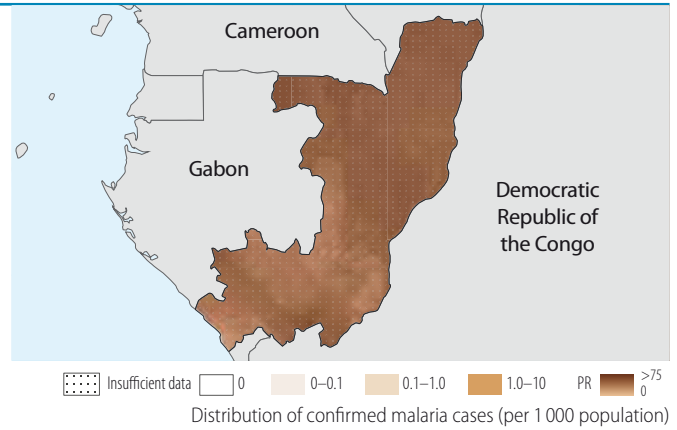 Cameroon
Gabon
Democratic
Republic of
the Congo
Insufficient data 0 0–0.1 0.1–1.0 1.0–10 PR >75
0
Distribution of confirmed malaria cases (per 1 000 population)